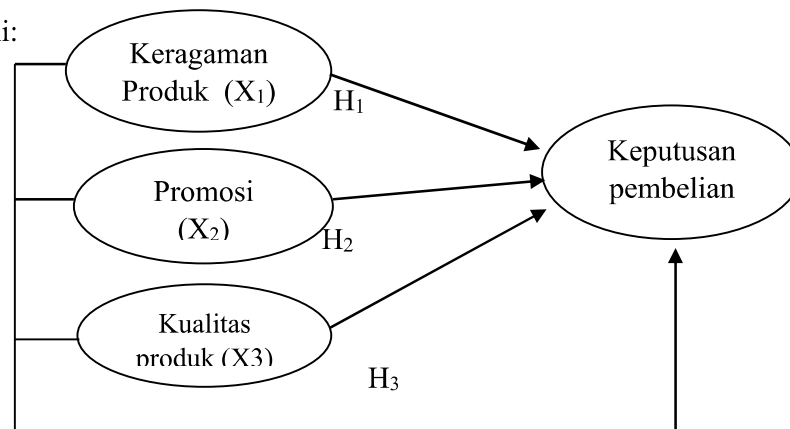 i:
Keragaman
Produk (X₁)
H₁
Keputusan
pembelian
Promosi
(X₂)
H₂
Kualitas
produk (X3)
H₃